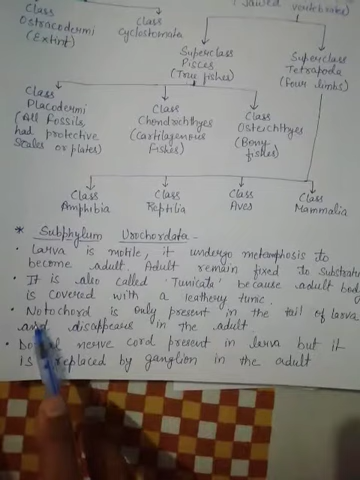 (Jawed vertebrates)
Class
Ostracodermi
(Extint)
Class
Cyclostomata
Superclass
Pisces
(True fishes)
Superclass
Tetrapoda
(four limbs)
Class
Placodermi
(All Fossils
had protective
Scales or plates)
Class
Chondrichthyes
(Cartilagenous
fishes)
Class
Osteichthyes
(Bony
fishes)
Class
Amphibia
Class
Reptilia
Class
Aves
Class
Mammalia
* Subphylum Urochordata -
• Larva is motile, it undergo metamphosis to
become adult. Adult remain fixed to Substratu
• It is also called 'Tunicata' because adult body
is covered with a leathery tunic.
• Notochord is only present in the tail of larva
and disappears in the adult
• nerve cord present in larva but it
Is replaced by ganglion in the adult